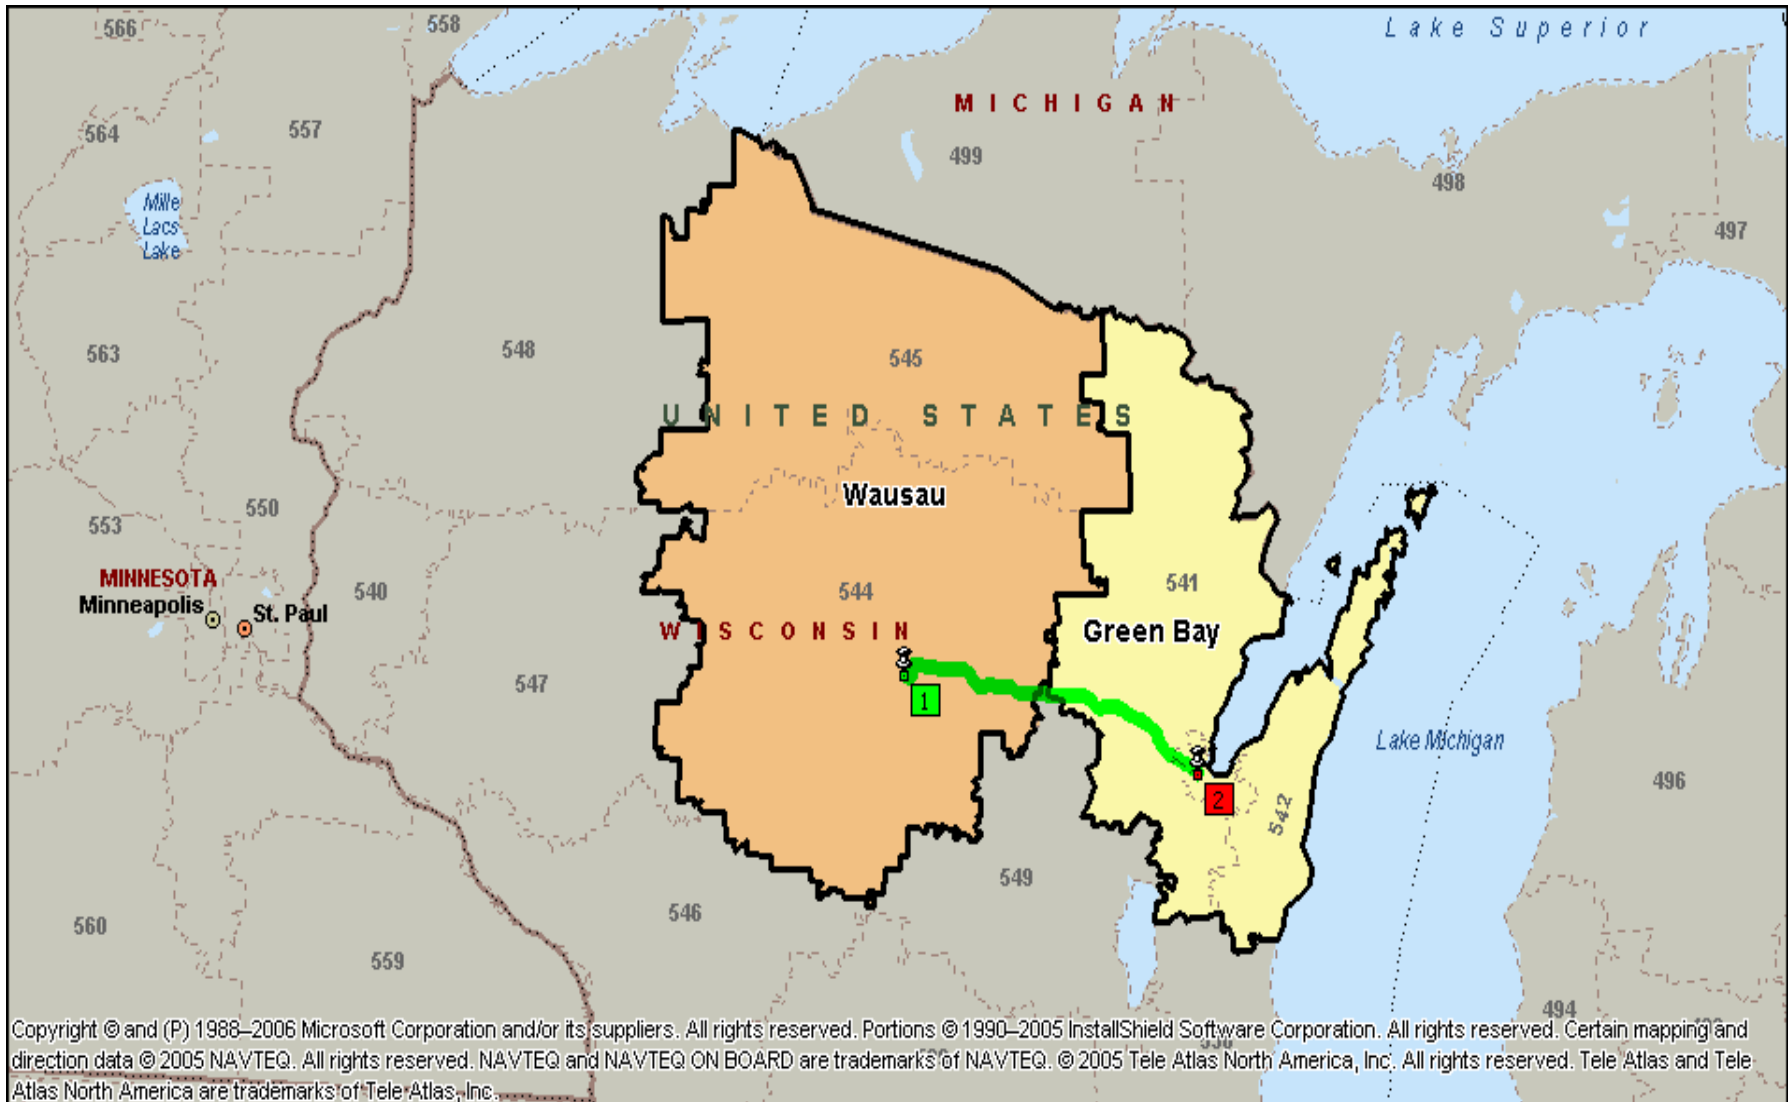 566
558
Lake Superior
MICHIGAN
564
557
499
498
Mille
Lacs
Lake
497
563
548
545
UNITED STATES
Wausau
550
553
MINNESOTA
Minneapolis
St. Paul
540
544
541
WISCONSIN
Green Bay
547
1
Lake Michigan
496
2
542
549
546
560
559
494
Copyright © and (P) 1988–2006 Microsoft Corporation and/or its suppliers. All rights reserved. Portions © 1990–2005 InstallShield Software Corporation. All rights reserved. Certain mapping and
direction data © 2005 NAVTEQ. All rights reserved. NAVTEQ and NAVTEQ ON BOARD are trademarks of NAVTEQ. © 2005 Tele Atlas North America, Inc. All rights reserved. Tele Atlas and Tele
Atlas North America are trademarks of Tele Atlas, Inc.